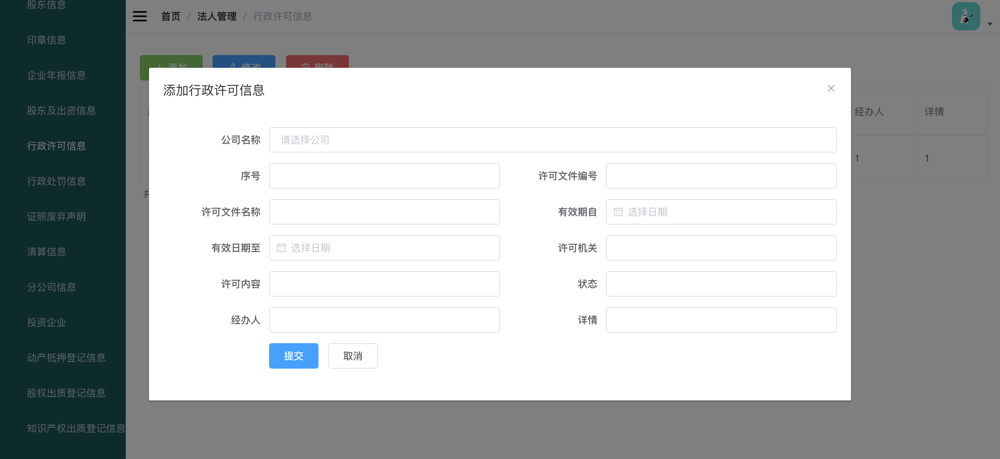 股东信息
印章信息
企业年报信息
股东及出资信息
行政许可信息
行政处罚信息
证照废弃声明
清算信息
分公司信息
投资企业
动产抵押登记信息
股权出质登记信息
知识产权出质登记信息
首页 / 法人管理 / 行政许可信息
添加 修改 删除
经办人 详情
1 1
共
添加行政许可信息
公司名称 请选择公司
序号 许可文件编号
许可文件名称 有效期自 选择日期
有效日期至 选择日期 许可机关
许可内容 状态
经办人 详情
提交 取消